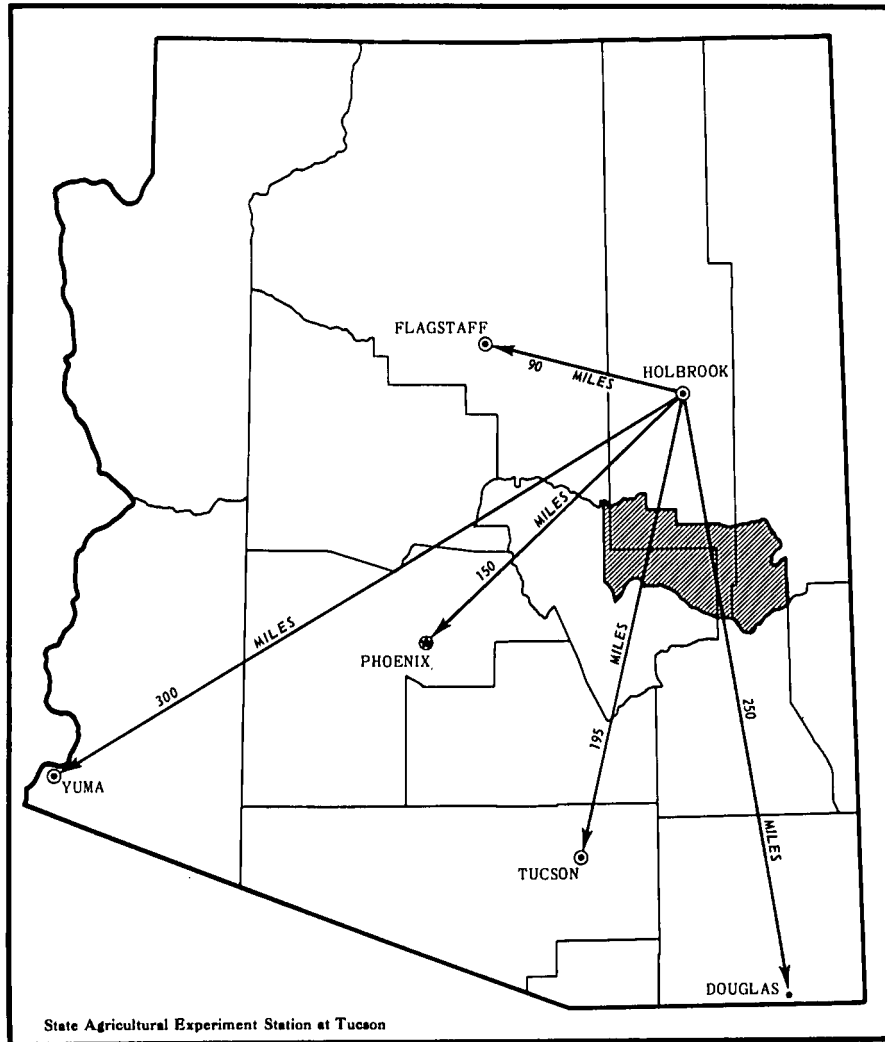 FLAGSTAFF
90 MILES
HOLBROOK
150 MILES
300 MILES
PHOENIX
195 MILES
250 MILES
YUMA
TUCSON
DOUGLAS
State Agricultural Experiment Station at Tucson